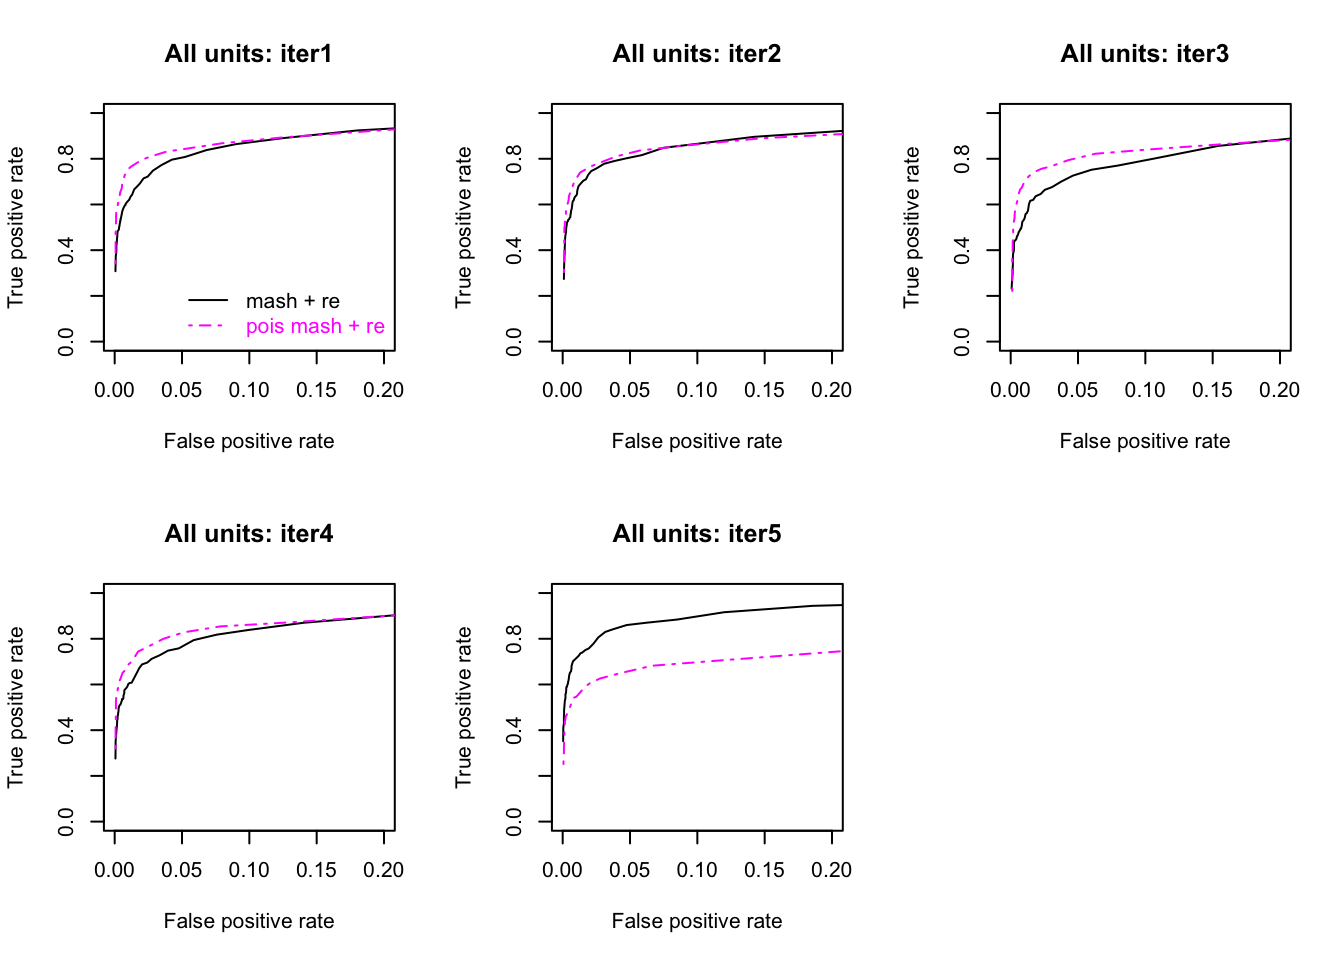 All units: iter1
True positive rate
0.0 0.4 0.8
mash + re
pois mash + re
0.00 0.05 0.10 0.15 0.20
False positive rate
All units: iter2
True positive rate
0.0 0.4 0.8
0.00 0.05 0.10 0.15 0.20
False positive rate
All units: iter3
True positive rate
0.0 0.4 0.8
0.00 0.05 0.10 0.15 0.20
False positive rate
All units: iter4
True positive rate
0.0 0.4 0.8
0.00 0.05 0.10 0.15 0.20
False positive rate
All units: iter5
True positive rate
0.0 0.4 0.8
0.00 0.05 0.10 0.15 0.20
False positive rate